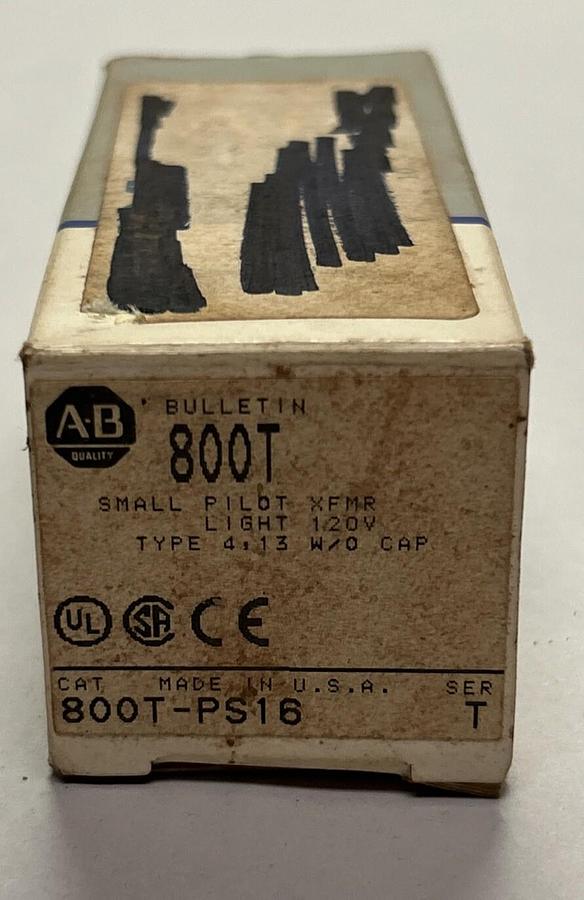 A-B
QUALITY
BULLETIN
800T
SMALL PILOT XFMR
LIGHT 120V
TYPE 4,13 W/O CAP
UL SA CE
CAT MADE IN U.S.A. SER
800T-PS16 T